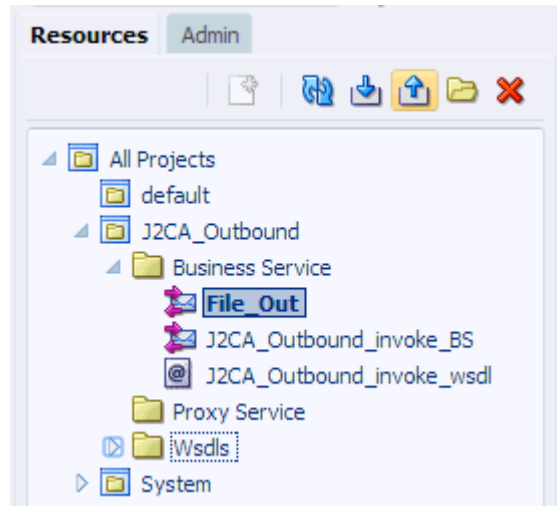 Resources Admin
All Projects
default
J2CA_Outbound
Business Service
File_Out
J2CA_Outbound_invoke_BS
J2CA_Outbound_invoke_wsdl
Proxy Service
Wsdls
System